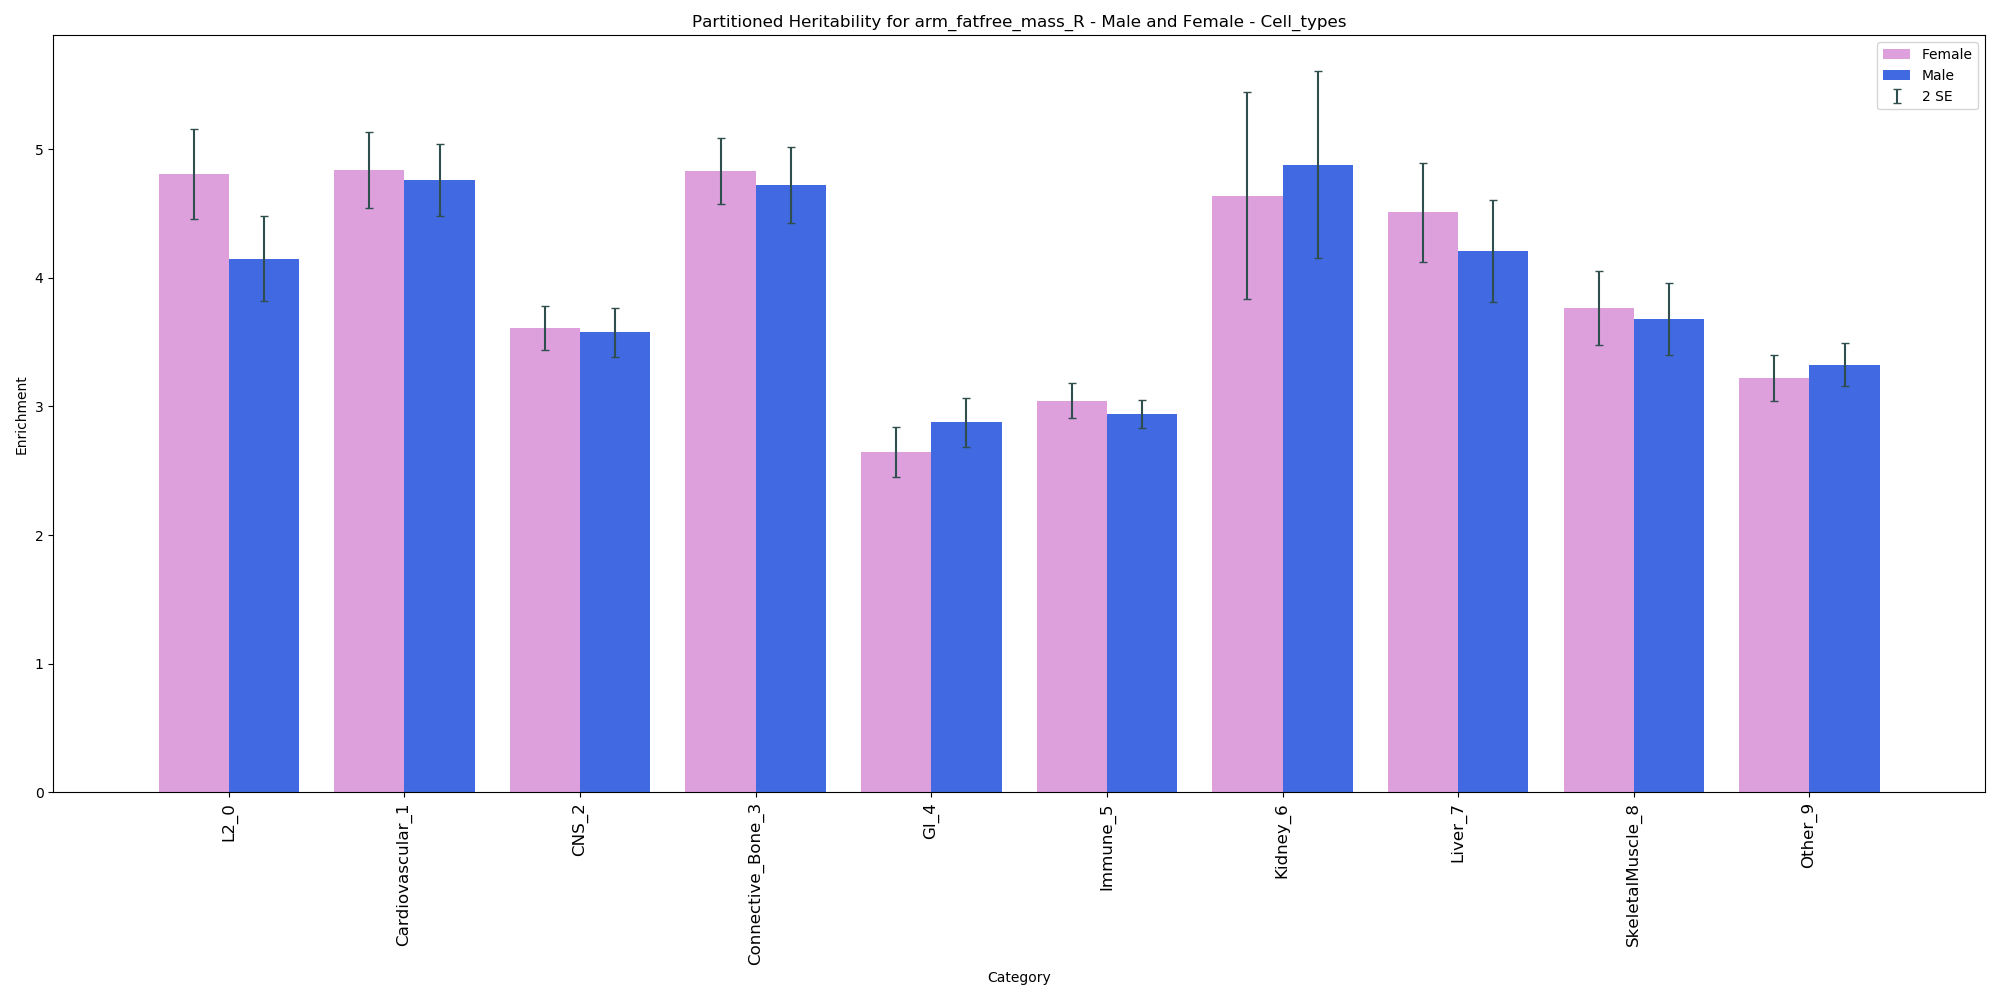 Partitioned Heritability for arm_fatfree_mass_R - Male and Female - Cell_types
Female
Male
2 SE
Enrichment
5
4
3
2
1
0
L2_0
Cardiovascular_1
CNS_2
Connective_Bone_3
GI_4
Immune_5
Kidney_6
Liver_7
SkeletalMuscle_8
Other_9
Category